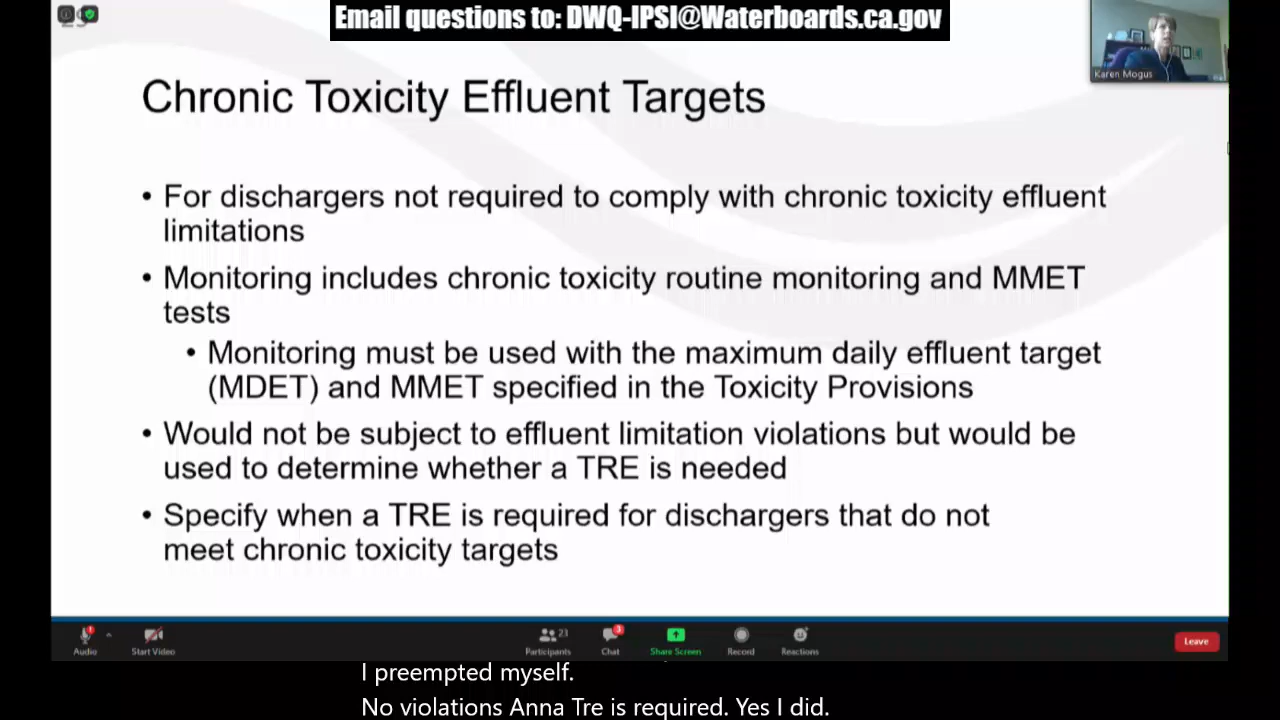 Email questions to: DWQ-IPSI@Waterboards.ca.gov
Karen Mogus
Chronic Toxicity Effluent Targets
• For dischargers not required to comply with chronic toxicity effluent
limitations
• Monitoring includes chronic toxicity routine monitoring and MMET
tests
• Monitoring must be used with the maximum daily effluent target
(MDET) and MMET specified in the Toxicity Provisions
• Would not be subject to effluent limitation violations but would be
used to determine whether a TRE is needed
• Specify when a TRE is required for dischargers that do not
meet chronic toxicity targets
23
3
Audio
Start Video
Participants
Chat
Share Screen
Record
Reactions
Leave
I preempted myself.
No violations Anna Tre is required. Yes I did.